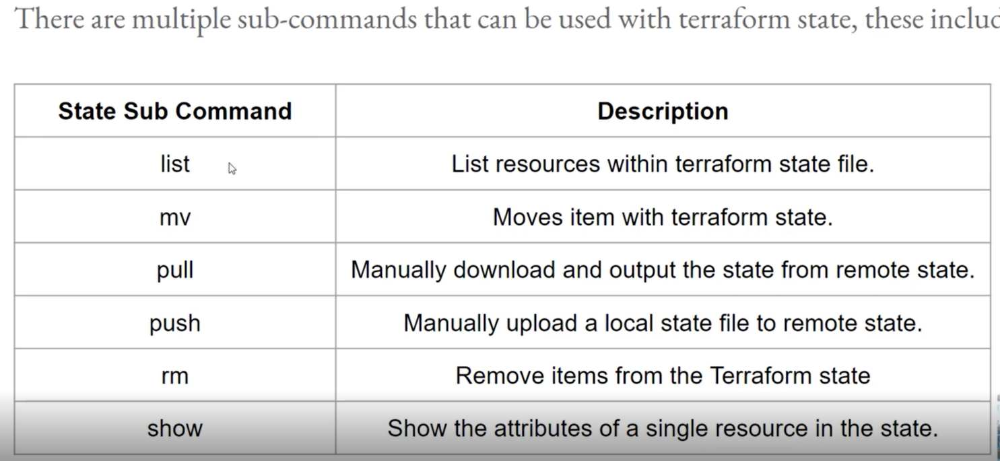 There are multiple sub-commands that can be used with terraform state, these includ
State Sub Command Description
list List resources within terraform state file.
mv Moves item with terraform state.
pull Manually download and output the state from remote state.
push Manually upload a local state file to remote state.
rm Remove items from the Terraform state
show Show the attributes of a single resource in the state.